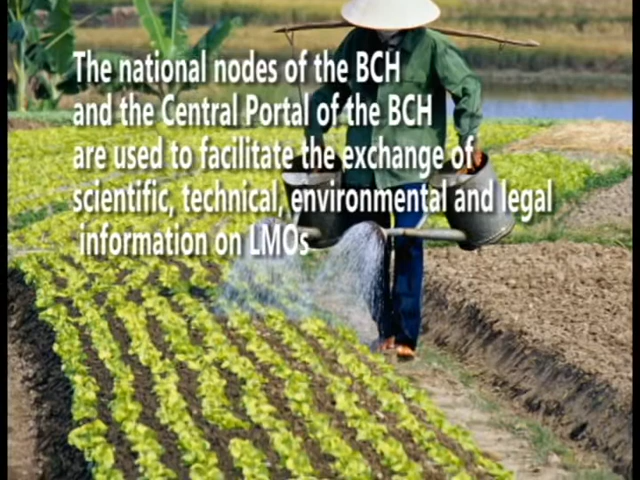 The national nodes of the BCH
and the Central Portal of the BCH
are used to facilitate the exchange of
scientific, technical, environmental and legal
information on LMOs